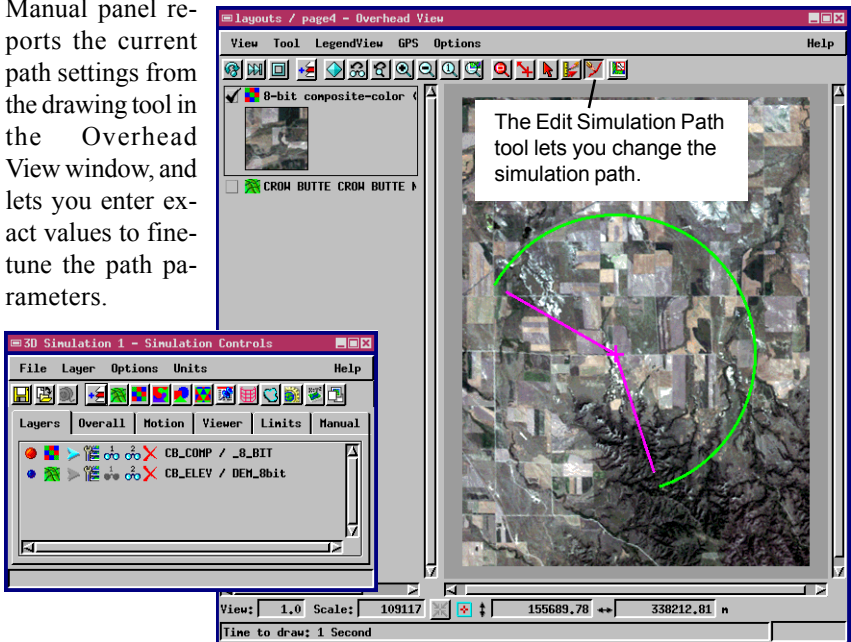 Manual panel re-
ports the current
path settings from
the drawing tool in
the Overhead
View window, and
lets you enter ex-
act values to fine-
tune the path pa-
rameters.
layouts / page4 - Overhead View
View Tool LegendView GPS Options Help
8-bit composite-color (
CROW BUTTE CROW BUTTE N
The Edit Simulation Path
tool lets you change the
simulation path.
3D Simulation 1 - Simulation Controls
File Layer Options Units Help
Layers Overall Motion Viewer Limits Manual
1 2 CB_COMP / _8_BIT
1 2 CB_ELEV / DEM_8bit
View: 1.0 Scale: 109117 155689.78 338212.81 m
Time to draw: 1 Second